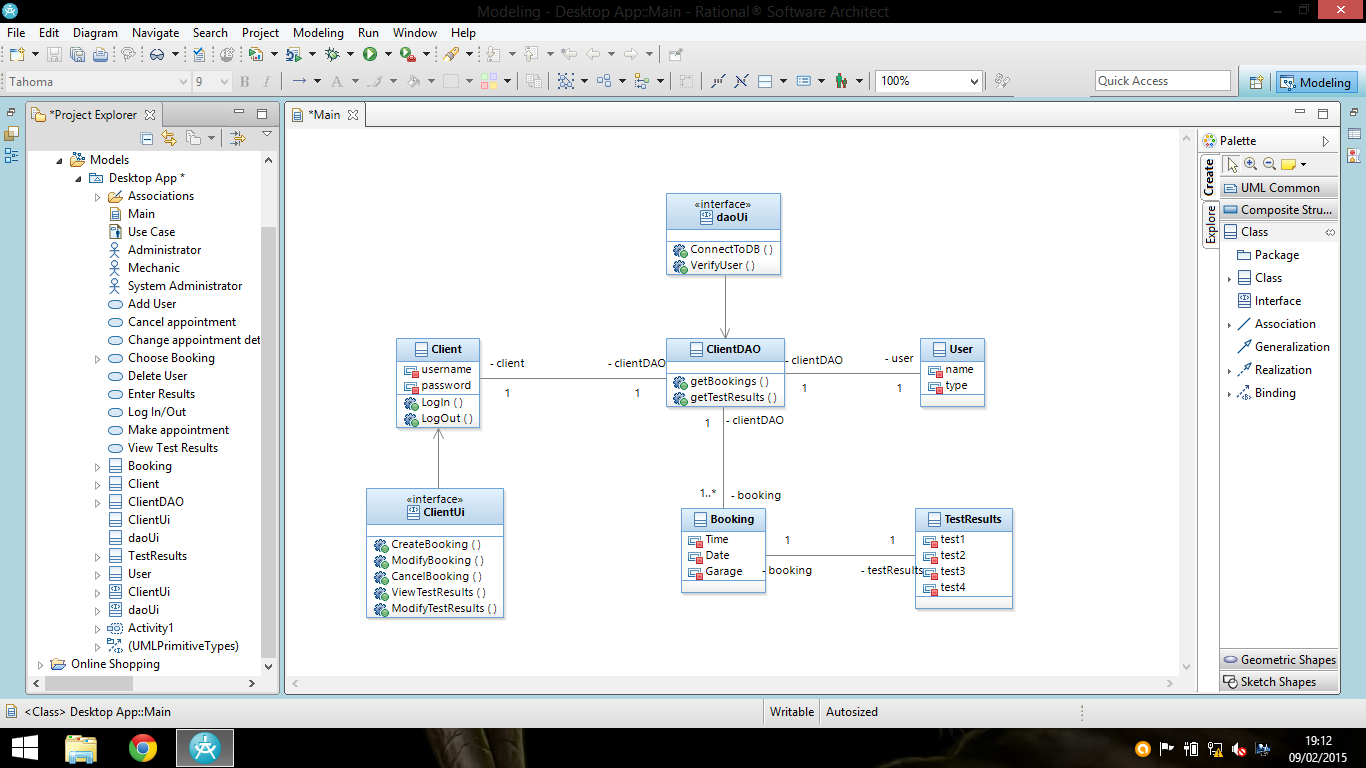 Modeling - Desktop App::Main - Rational® Software Architect
File Edit Diagram Navigate Search Project Modeling Run Window Help
Tahoma 9 B I A 100% Quick Access Modeling
*Project Explorer
Models
Desktop App *
Associations
Main
Use Case
Administrator
Mechanic
System Administrator
Add User
Cancel appointment
Change appointment det
Choose Booking
Delete User
Enter Results
Log In/Out
Make appointment
View Test Results
Booking
Client
ClientDAO
ClientUi
daoUi
TestResults
User
ClientUi
daoUi
Activity1
(UMLPrimitiveTypes)
Online Shopping
*Main
«interface»
daoUi
ConnectToDB ( )
VerifyUser ( )
Client
username
password
LogIn ( )
LogOut ( )
- client
1
- clientDAO
1
ClientDAO
getBookings ( )
getTestResults ( )
- clientDAO
1
- user
1
User
name
type
1
- clientDAO
1..*
- booking
«interface»
ClientUi
CreateBooking ( )
ModifyBooking ( )
CancelBooking ( )
ViewTestResults ( )
ModifyTestResults ( )
Booking
Time
Date
Garage
1
- booking
1
- testResults
TestResults
test1
test2
test3
test4
Palette
Create
Explore
UML Common
Composite Stru...
Class
Package
Class
Interface
Association
Generalization
Realization
Binding
Geometric Shapes
Sketch Shapes
<Class> Desktop App::Main
Writable
Autosized
19:12
09/02/2015